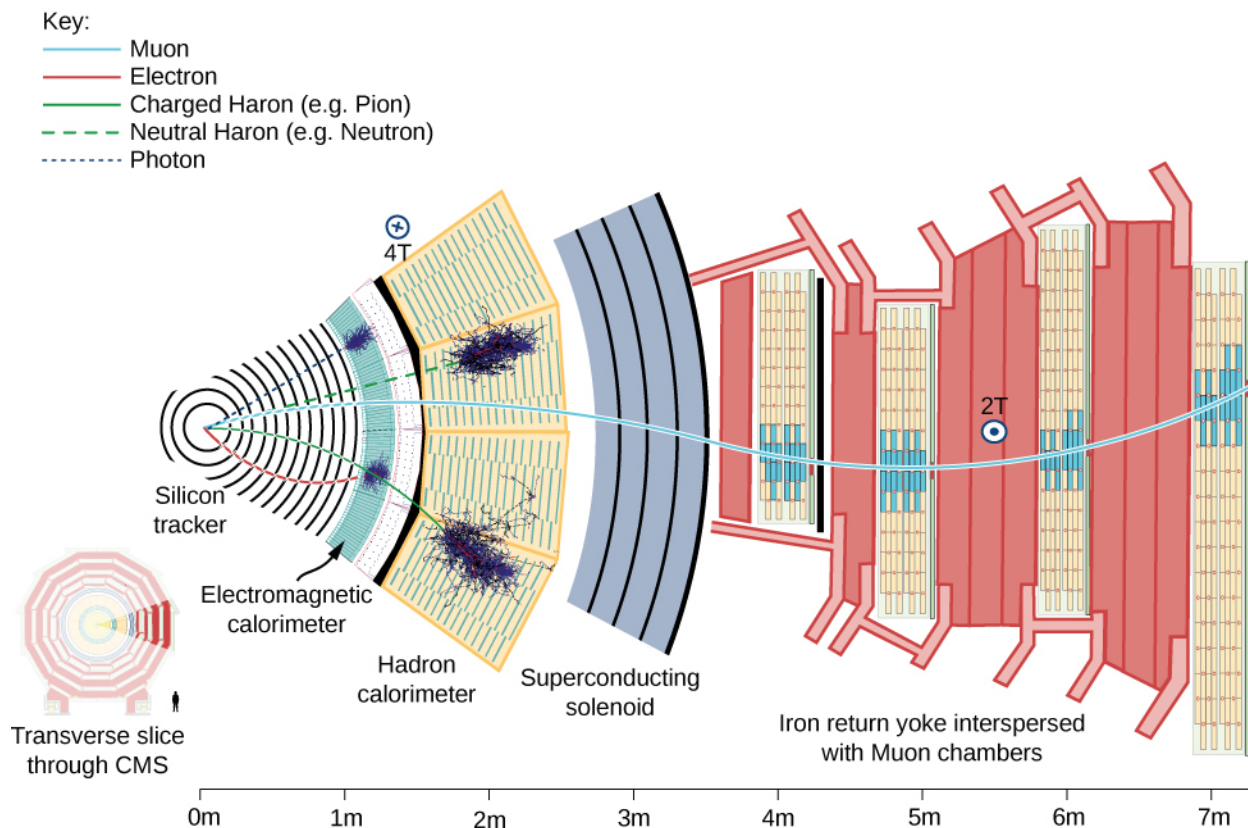 Key:
Muon
Electron
Charged Haron (e.g. Pion)
Neutral Haron (e.g. Neutron)
Photon
4T
2T
Silicon
tracker
Electromagnetic
calorimeter
Hadron
calorimeter
Superconducting
solenoid
Iron return yoke interspersed
with Muon chambers
Transverse slice
through CMS
0m 1m 2m 3m 4m 5m 6m 7m